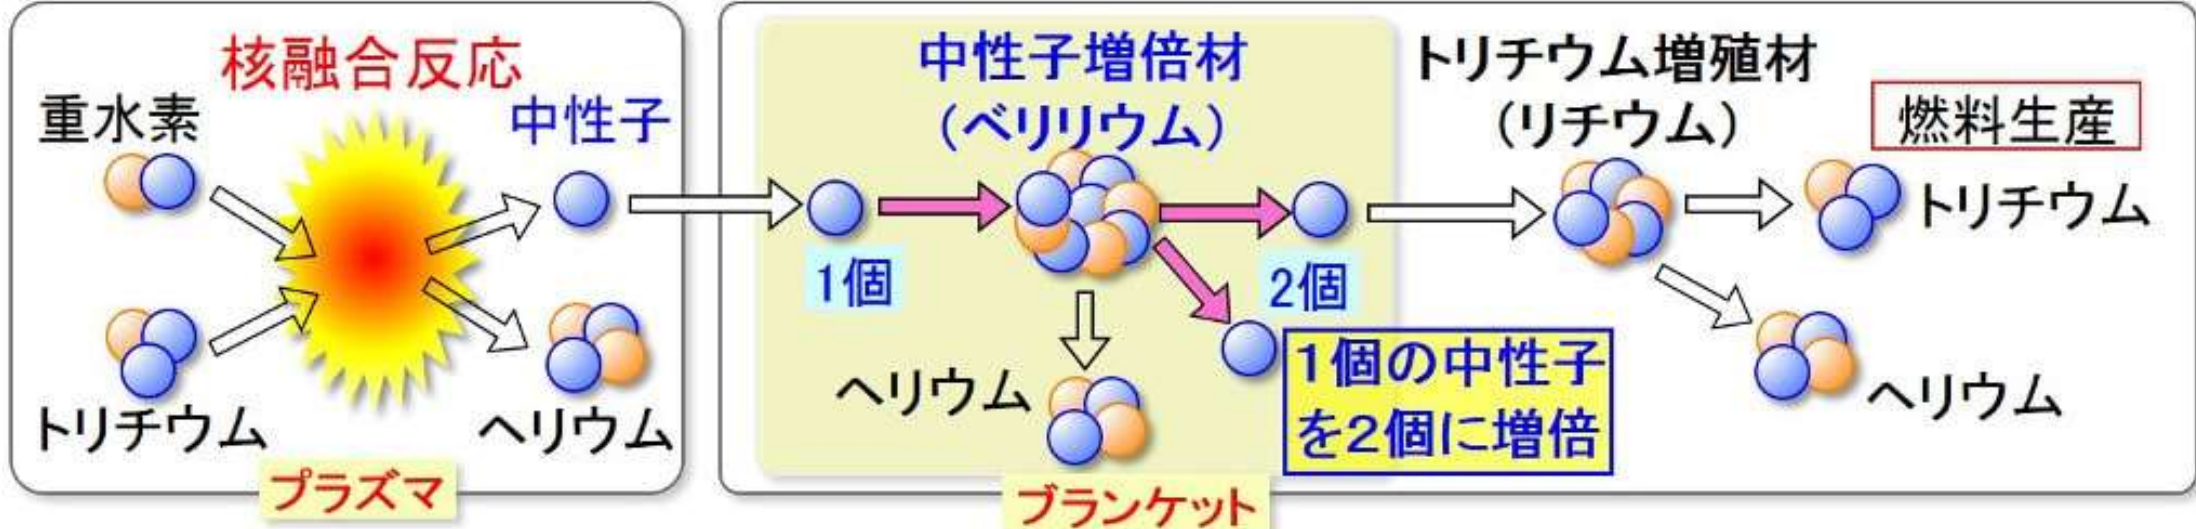 核融合反応
重水素
中性子
トリチウム
ヘリウム
プラズマ
中性子増倍材
(ベリリウム)
1個
2個
ヘリウム
1個の中性子
を2個に増倍
トリチウム増殖材
(リチウム)
燃料生産
トリチウム
ヘリウム
ブランケット